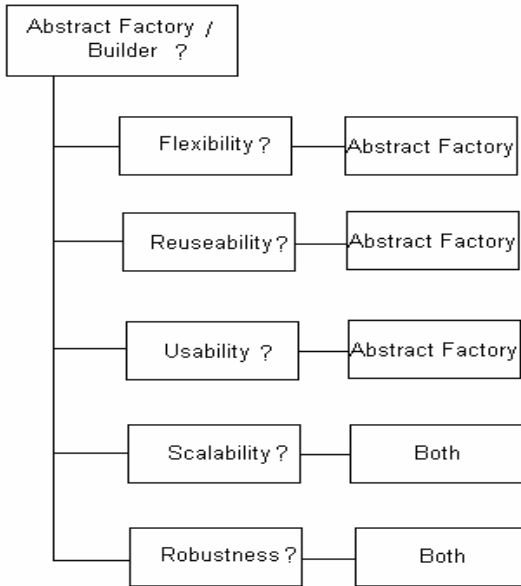 Abstract Factory /
Builder ?
Flexibility ?
Abstract Factory
Reuseability ?
Abstract Factory
Usability ?
Abstract Factory
Scalability ?
Both
Robustness ?
Both